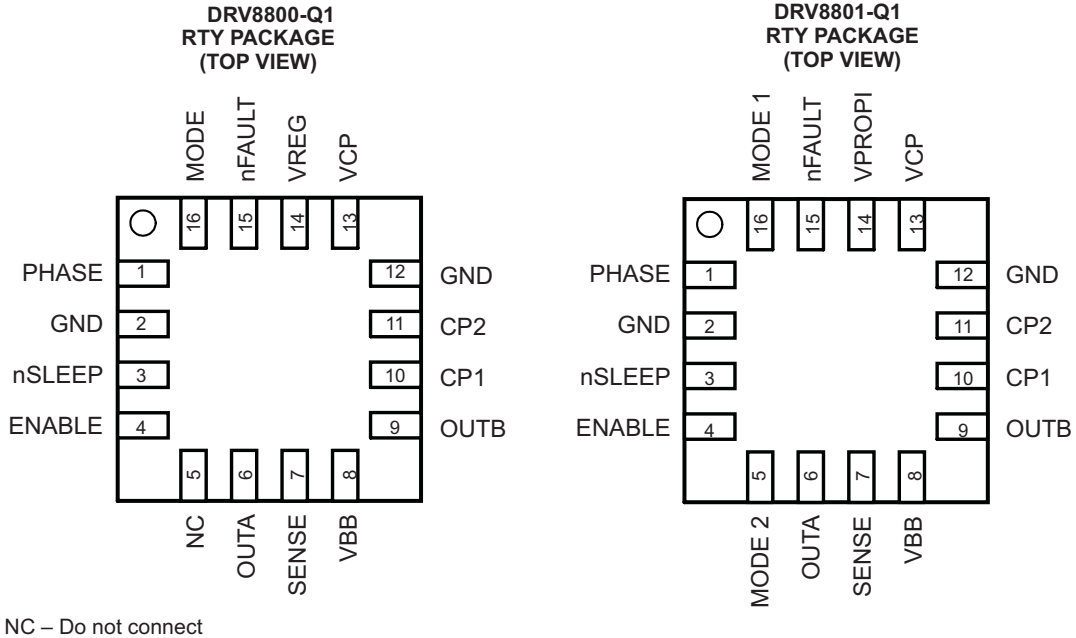 DRV8800-Q1
RTY PACKAGE
(TOP VIEW)
MODE
nFAULT
VREG
VCP
16
15
14
13
PHASE 1
GND 2
nSLEEP 3
ENABLE 4
12 GND
11 CP2
10 CP1
9 OUTB
5
6
7
8
NC
OUTA
SENSE
VBB
DRV8801-Q1
RTY PACKAGE
(TOP VIEW)
MODE 1
nFAULT
VPROPI
VCP
16
15
14
13
PHASE 1
GND 2
nSLEEP 3
ENABLE 4
12 GND
11 CP2
10 CP1
9 OUTB
5
6
7
8
MODE 2
OUTA
SENSE
VBB
NC – Do not connect